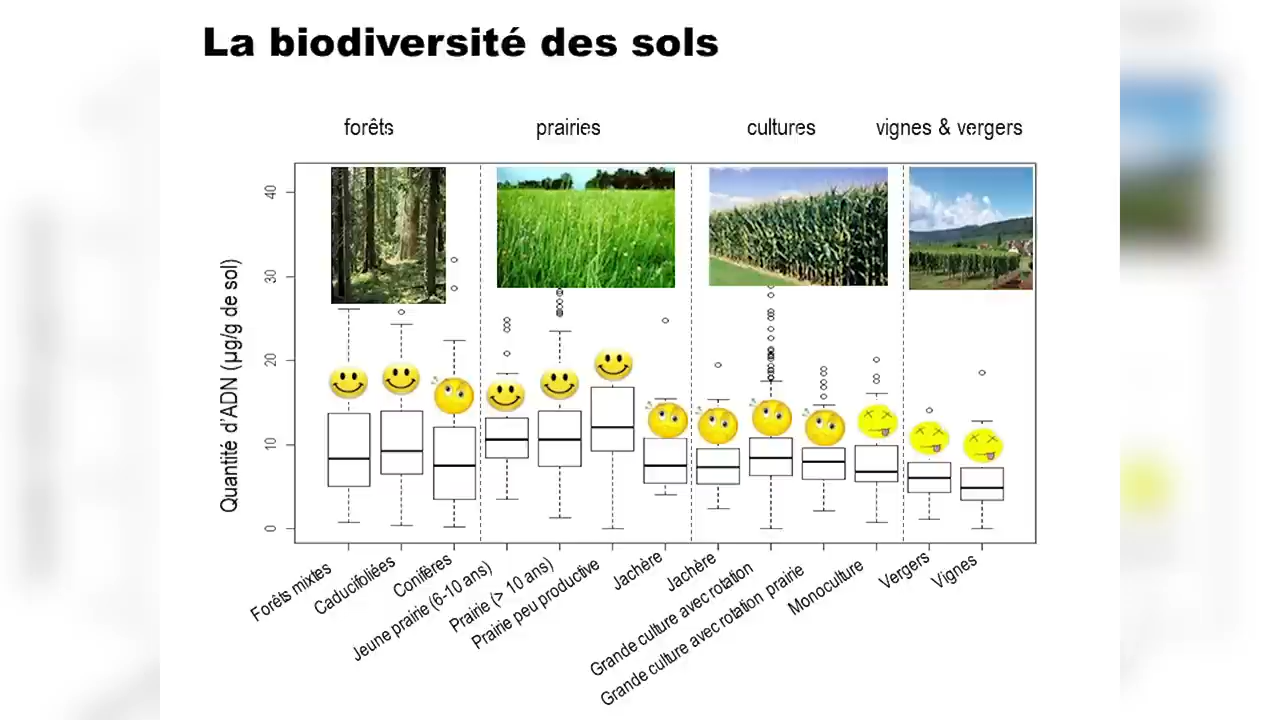 La biodiversité des sols
forêts
prairies
cultures
vignes & vergers
Quantité d'ADN (µg/g de sol)
40
30
20
10
0
Forêts mixtes
Caducifoliées
Conifères
Jeune prairie (6-10 ans)
Prairie (> 10 ans)
Prairie peu productive
Jachère
Jachère
Grande culture avec rotation
Grande culture avec rotation prairie
Monoculture
Vergers
Vignes